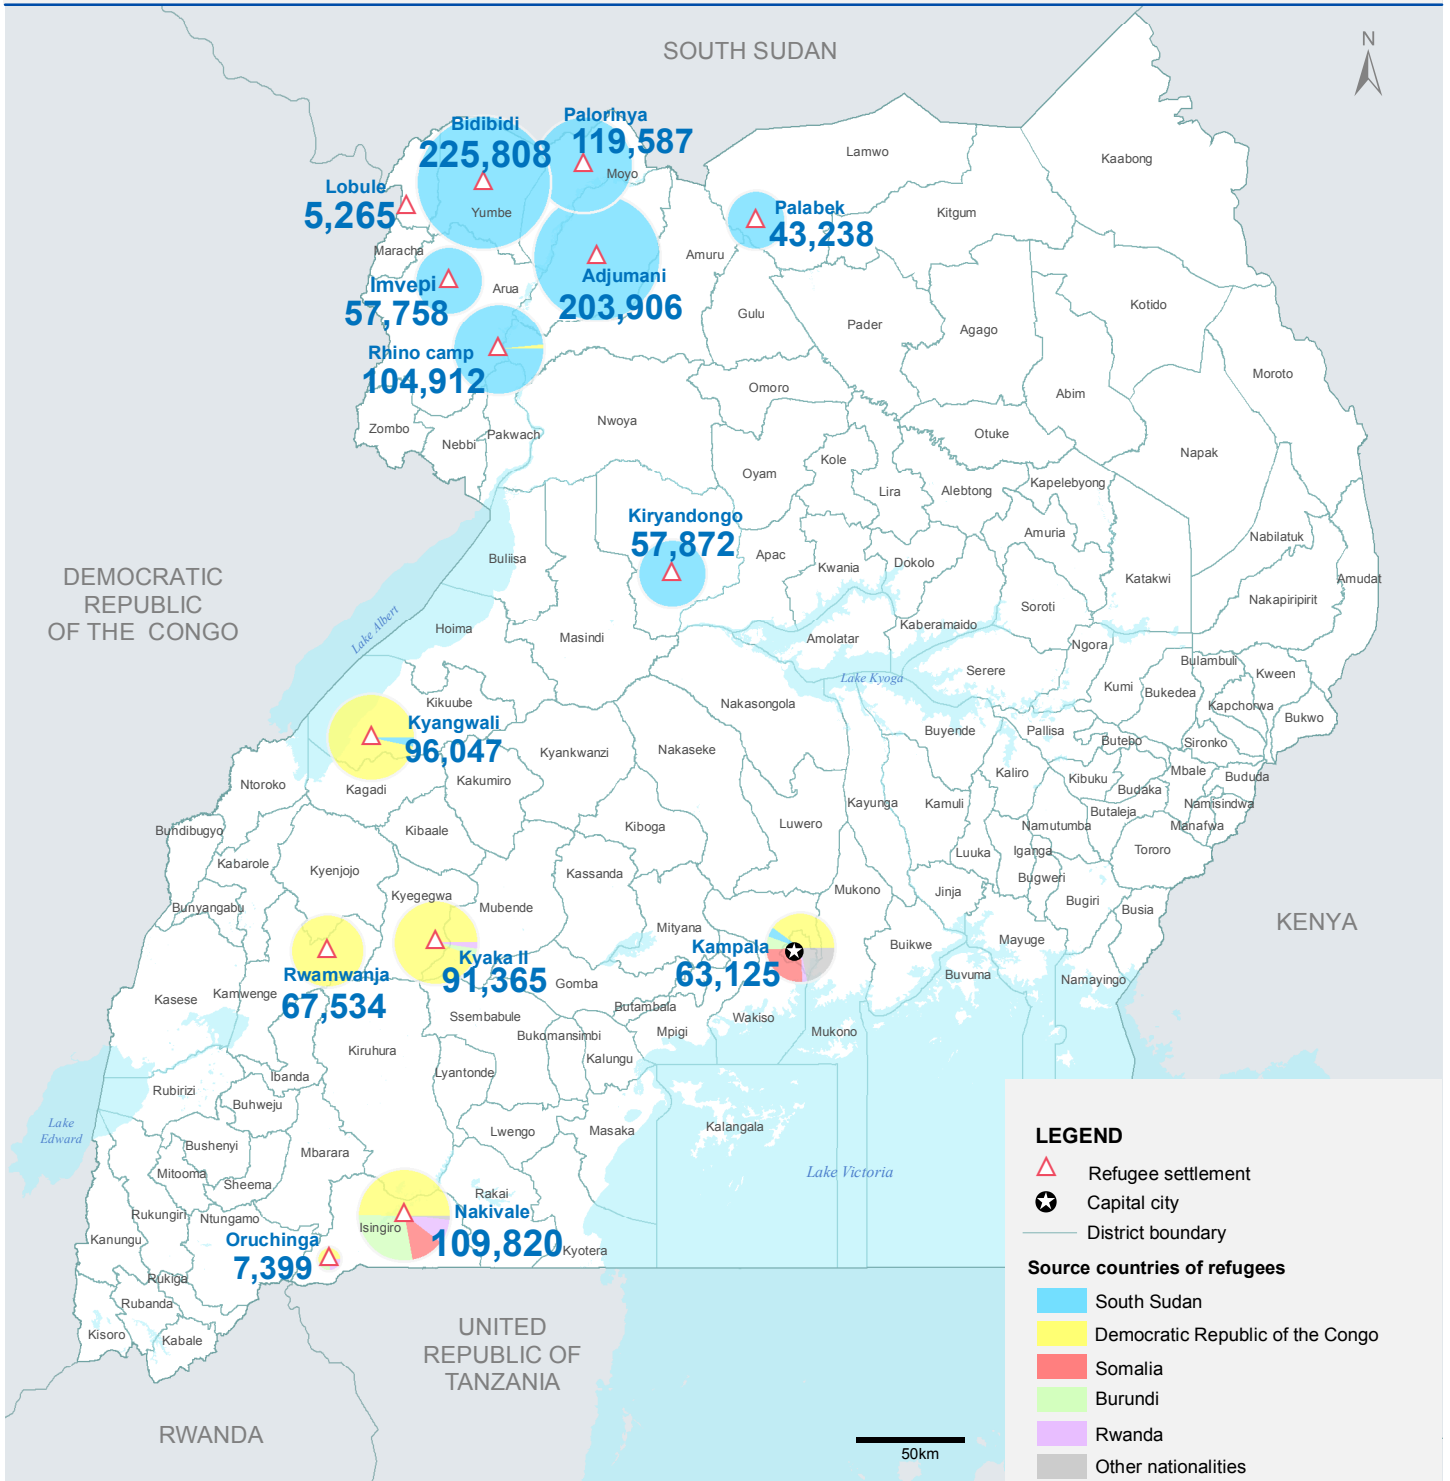 SOUTH SUDAN
N
Bidibidi
225,808
Palorinya
119,587
Moyo
Lamwo
Kaabong
Lobule
5,265
Yumbe
Palabek
43,238
Kitgum
Maracha
Amuru
Imvepi
57,758
Arua
Adjumani
203,906
Gulu
Pader
Agago
Kotido
Rhino camp
104,912
Omoro
Abim
Moroto
Zombo
Nebbi
Pakwach
Nwoya
Otuke
Napak
Oyam
Kole
Lira
Alebtong
Kapelebyong
Kiryandongo
57,872
Amuria
Nabilatuk
Buliisa
Apac
Kwania
Dokolo
Katakwi
Amudat
DEMOCRATIC
REPUBLIC
OF THE CONGO
Nakapiripirit
Soroti
Lake Albert
Hoima
Masindi
Amolatar
Kaberamaido
Ngora
Lake Kyoga
Serere
Bulambuli
Kween
Kumi
Bukedea
Kapchorwa
Bukwo
Kikuube
Nakasongola
Kyangwali
96,047
Kyankwanzi
Nakaseke
Buyende
Pallisa
Butebo
Sironko
Ntoroko
Kagadi
Kakumiro
Kaliro
Kibuku
Mbale
Bududa
Budaka
Kayunga
Kamuli
Namisindwa
Butaleja
Bundibugyo
Kibaale
Kiboga
Luwero
Namutumba
Manafwa
Kabarole
Kyenjojo
Kassanda
Luuka
Iganga
Tororo
Bugweri
Kyegegwa
Mukono
Jinja
Bunyangabu
Mubende
Bugiri
Busia
KENYA
Mityana
Kampala
63,125
Buikwe
Mayuge
Kyaka II
91,365
Rwamwanja
67,534
Gomba
Buvuma
Namayingo
Kasese
Kamwenge
Butambala
Ssembabule
Wakiso
Bukomansimbi
Mpigi
Mukono
Kiruhura
Kalungu
Lyantonde
Ibanda
Rubirizi
Buhweju
Lake
Edward
Lwengo
Masaka
Kalangala
Bushenyi
Mbarara
Mitooma
Sheema
Lake Victoria
Rakai
Rukungiri
Ntungamo
Isingiro
Nakivale
109,820
Kanungu
Oruchinga
7,399
Kyotera
Rukiga
Rubanda
Kisoro
Kabale
UNITED
REPUBLIC OF
TANZANIA
RWANDA
50km
LEGEND
Refugee settlement
Capital city
District boundary
Source countries of refugees
South Sudan
Democratic Republic of the Congo
Somalia
Burundi
Rwanda
Other nationalities